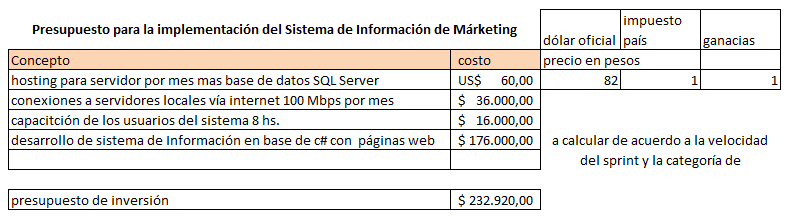 Presupuesto para la implementación del Sistema de Información de Márketing
dólar oficial impuesto país ganacias
Concepto costo precio en pesos
hosting para servidor por mes mas base de datos SQL Server US$ 60,00 82 1 1
conexiones a servidores locales vía internet 100 Mbps por mes $ 36.000,00
capacitción de los usuarios del sistema 8 hs. $ 16.000,00
desarrollo de sistema de Información en base de c# con páginas web $ 176.000,00 a calcular de acuerdo a la velocidad
del sprint y la categoría de
presupuesto de inversión $ 232.920,00